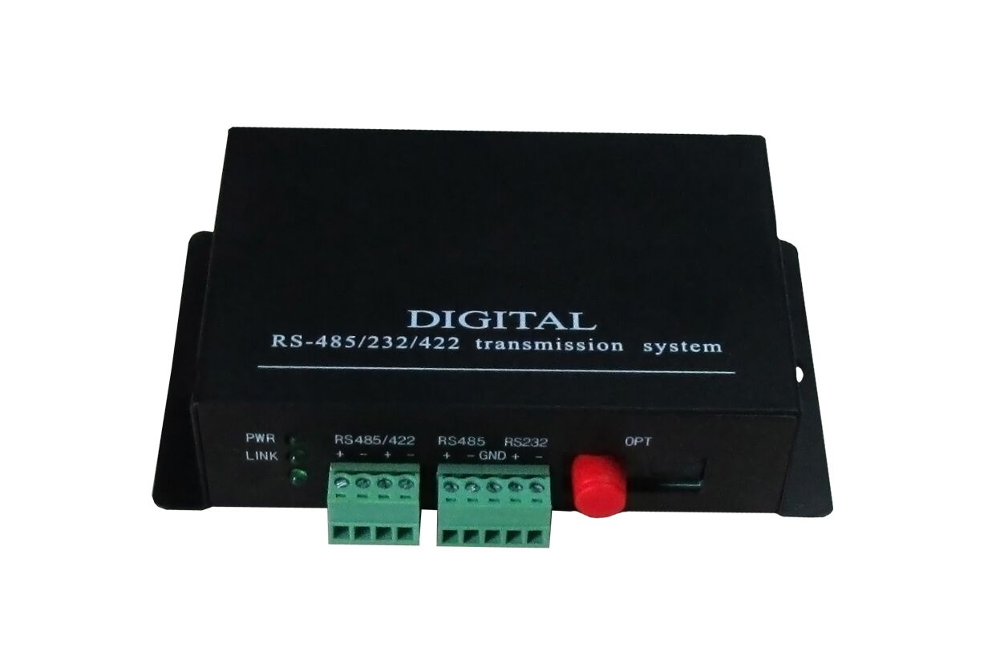 DIGITAL
RS-485/232/422 transmission system
PWR
LINK
RS485/422
+ - + -
RS485 RS232
+ - GND + -
OPT